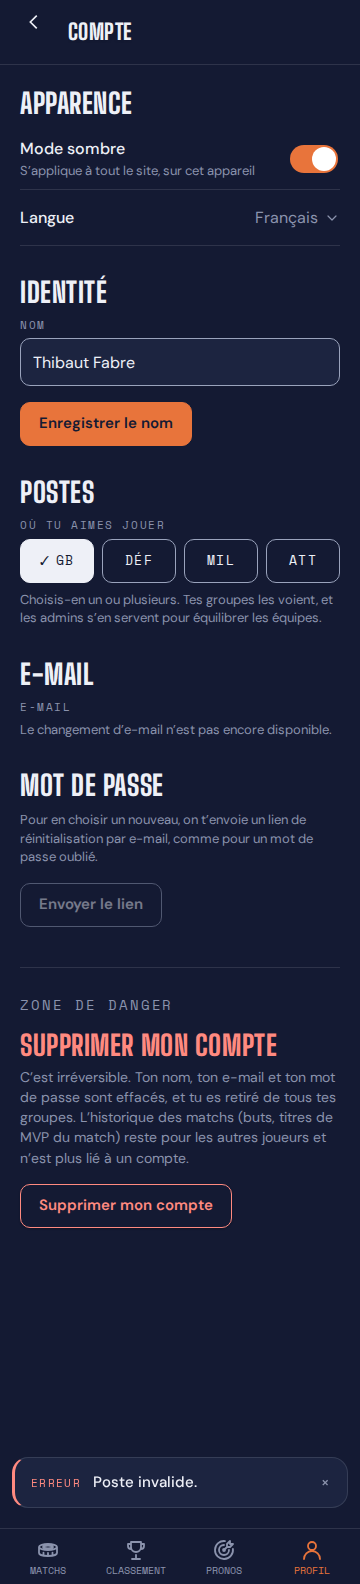 COMPTE
APPARENCE
Mode sombre
S’applique à tout le site, sur cet appareil
Langue Français
IDENTITÉ
NOM
Thibaut Fabre
Enregistrer le nom
POSTES
OÙ TU AIMES JOUER
✓ GB DÉF MIL ATT
Choisis-en un ou plusieurs. Tes groupes les voient, et
les admins s’en servent pour équilibrer les équipes.
E-MAIL
E-MAIL
Le changement d’e-mail n’est pas encore disponible.
MOT DE PASSE
Pour en choisir un nouveau, on t’envoie un lien de
réinitialisation par e-mail, comme pour un mot de
passe oublié.
Envoyer le lien
ZONE DE DANGER
SUPPRIMER MON COMPTE
C’est irréversible. Ton nom, ton e-mail et ton mot
de passe sont effacés, et tu es retiré de tous tes
groupes. L’historique des matchs (buts, titres de
MVP du match) reste pour les autres joueurs et
n’est plus lié à un compte.
Supprimer mon compte
ERREUR Poste invalide. ×
MATCHS CLASSEMENT PRONOS PROFIL